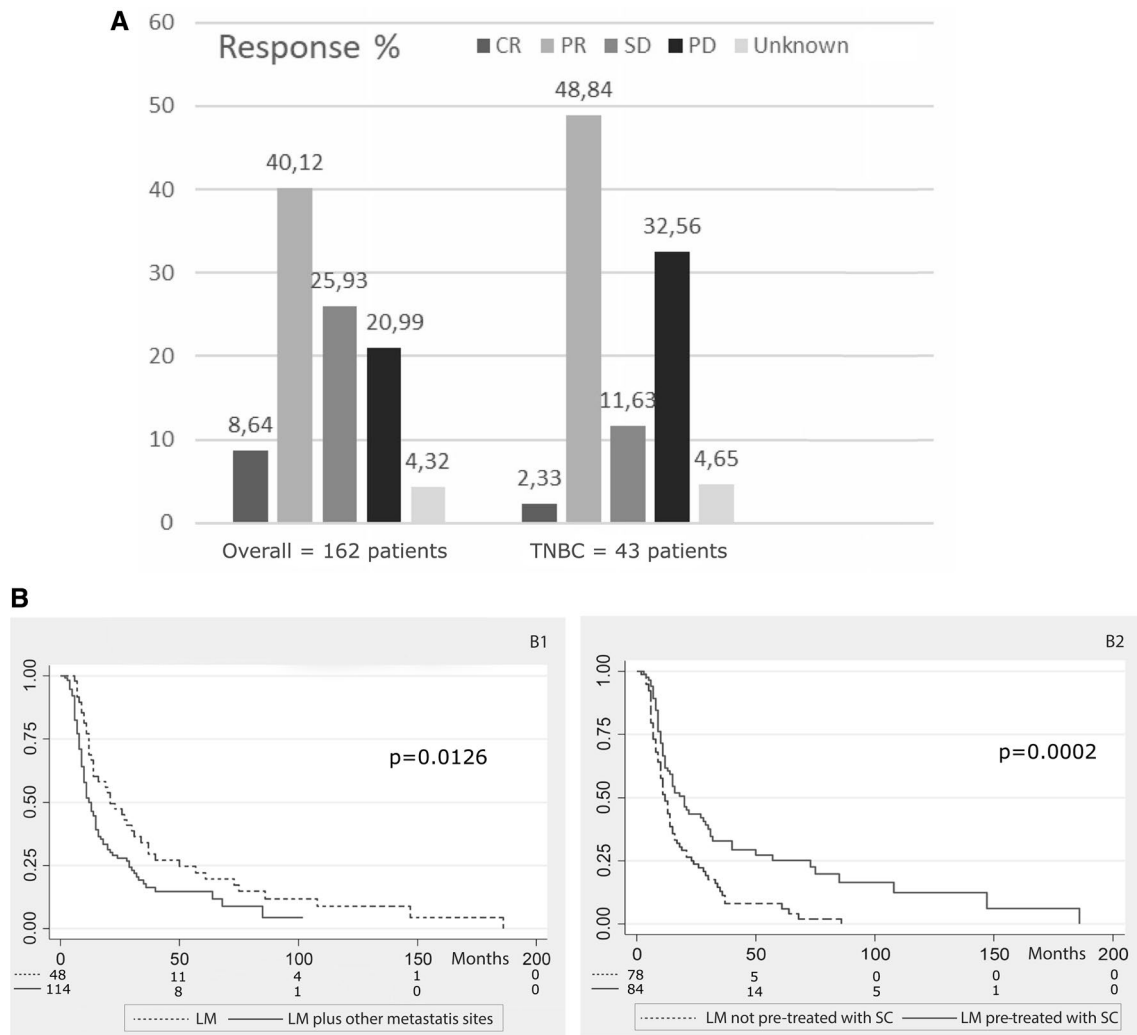 A
Response %
CR PR SD PD Unknown
60
50
40
30
20
10
0
8,64
40,12
25,93
20,99
4,32
2,33
48,84
11,63
32,56
4,65
Overall = 162 patients
TNBC = 43 patients
B
B1
1.00
0.75
0.50
0.25
0.00
p=0.0126
0 50 100 150 200
Months
48 11 4 1 0
114 8 1 0 0
LM LM plus other metastatis sites
B2
1.00
0.75
0.50
0.25
0.00
p=0.0002
0 50 100 150 200
Months
78 5 0 0 0
84 14 5 1 0
LM not pre-treated with SC LM pre-treated with SC